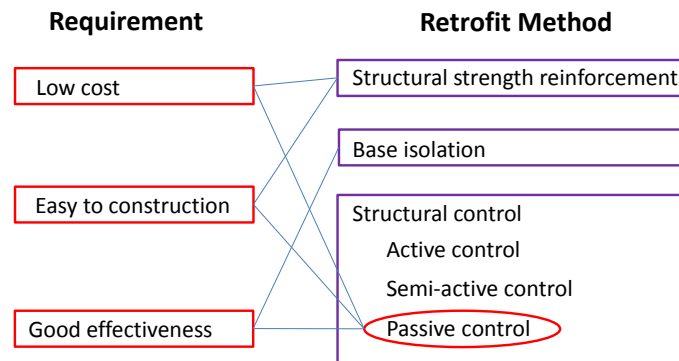 Requirement
Retrofit Method
Low cost
Structural strength reinforcement
Base isolation
Easy to construction
Structural control
Active control
Semi-active control
Good effectiveness
Passive control